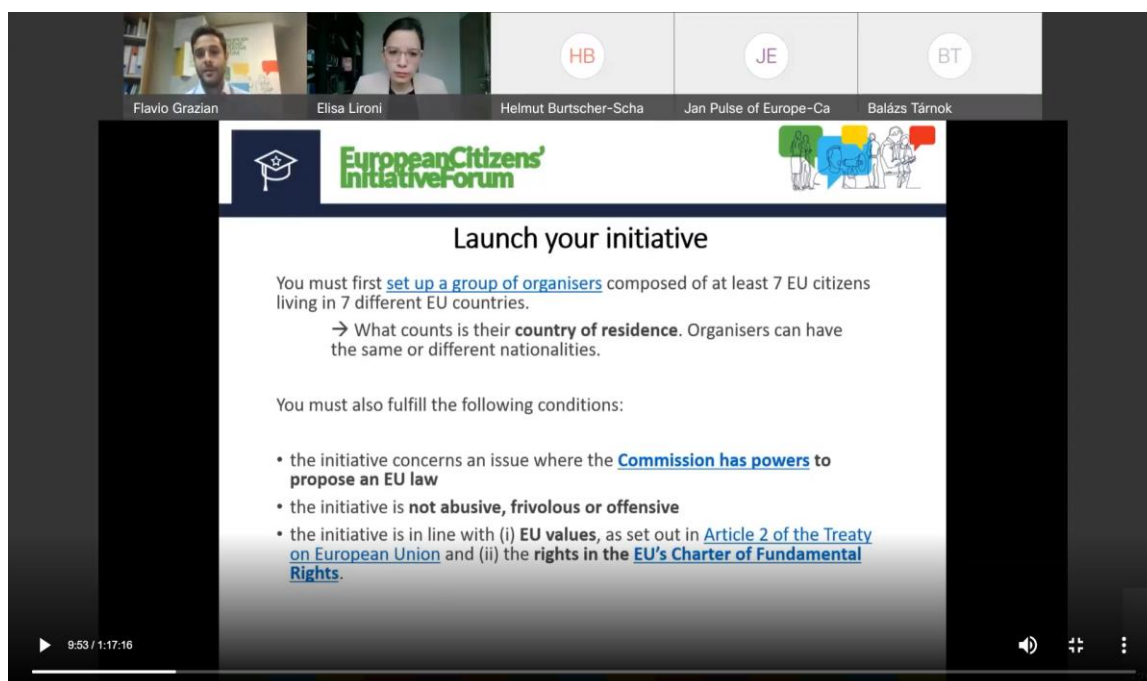 HB
JE
BT
Flavio Grazian
Elisa Lironi
Helmut Burtscher-Scha
Jan Pulse of Europe-Ca
Balázs Tárnok
EuropeanCitizens'
InitiativeForum
Launch your initiative
You must first set up a group of organisers composed of at least 7 EU citizens
living in 7 different EU countries.
→ What counts is their country of residence. Organisers can have
the same or different nationalities.
You must also fulfill the following conditions:
• the initiative concerns an issue where the Commission has powers to
propose an EU law
• the initiative is not abusive, frivolous or offensive
• the initiative is in line with (i) EU values, as set out in Article 2 of the Treaty
on European Union and (ii) the rights in the EU's Charter of Fundamental
Rights.
9:53 / 1:17:16